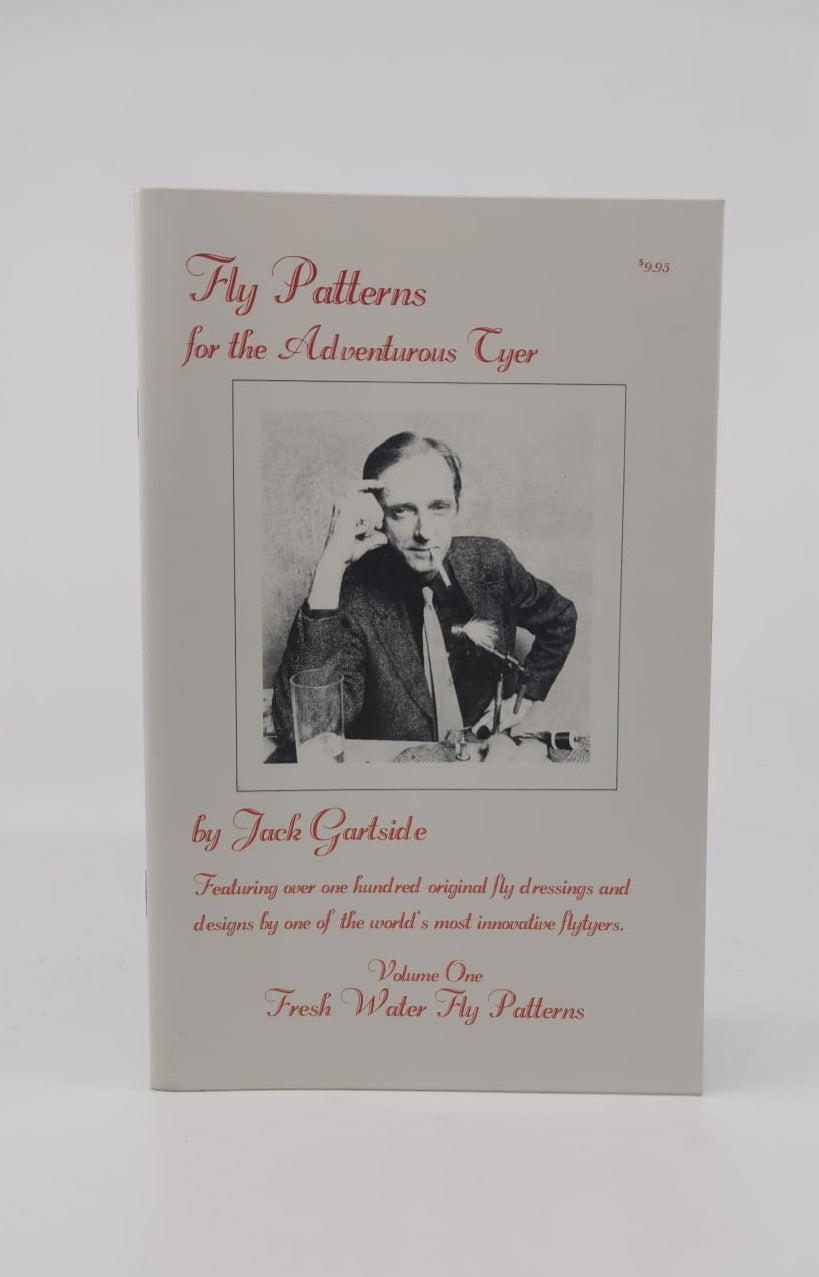 Fly Patterns
$9.95
for the Adventurous Tyer
by Jack Gartside
Featuring over one hundred original fly dressings and
designs by one of the world's most innovative flytyers.
Volume One
Fresh Water Fly Patterns